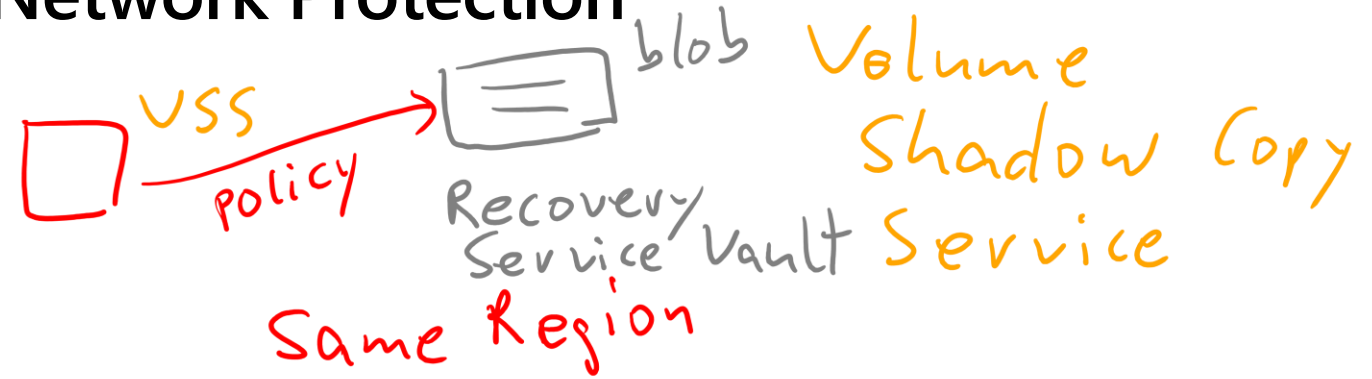 Network Protection
blob
Volume
VSS
Shadow Copy
policy
Recovery
Service Vault
Service
Same Region